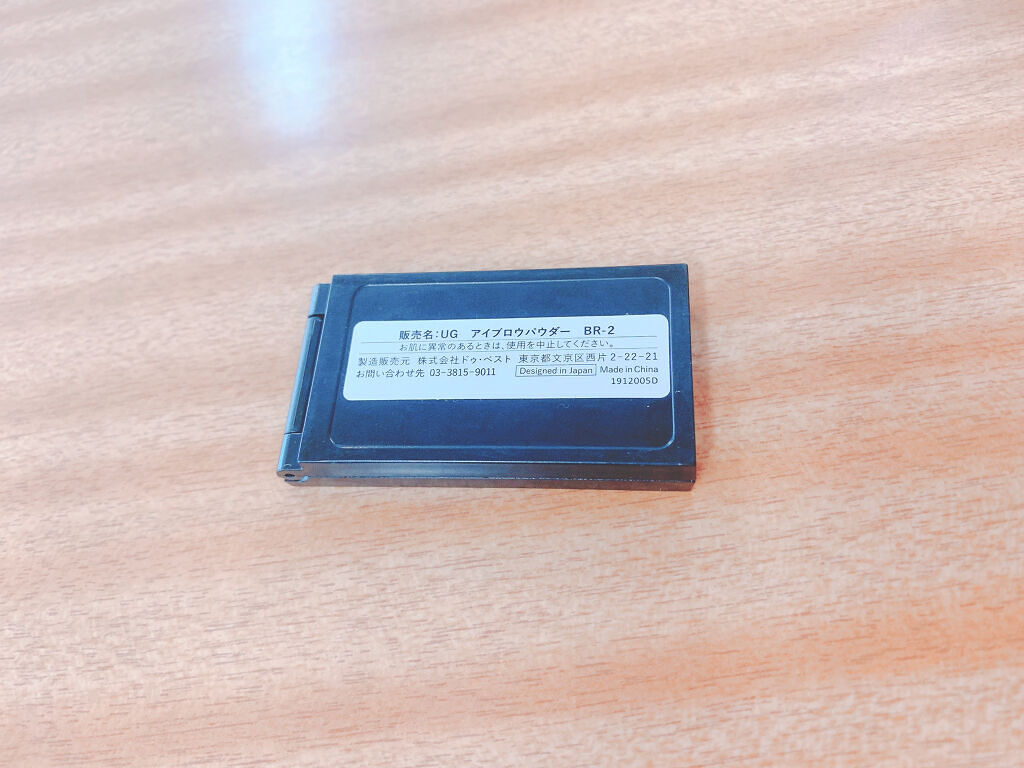 販売名：UG　アイブロウパウダー　BR-2
お肌に異常のあるときは、使用を中止してください。
製造販売元 株式会社ドゥ・ベスト 東京都文京区西片2-22-21
お問い合わせ先 03-3815-9011 Designed in Japan Made in China
1912005D